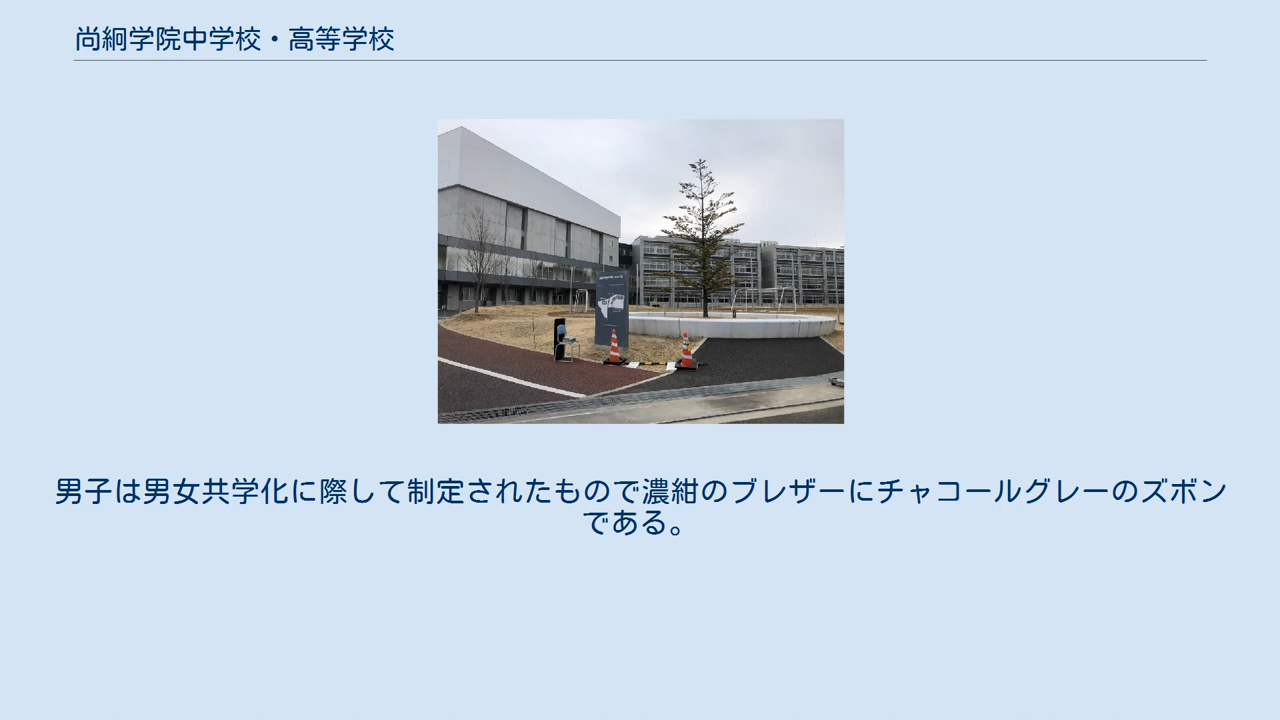 尚絅学院中学校・高等学校
男子は男女共学化に際して制定されたもので濃紺のブレザーにチャコールグレーのズボン
である。